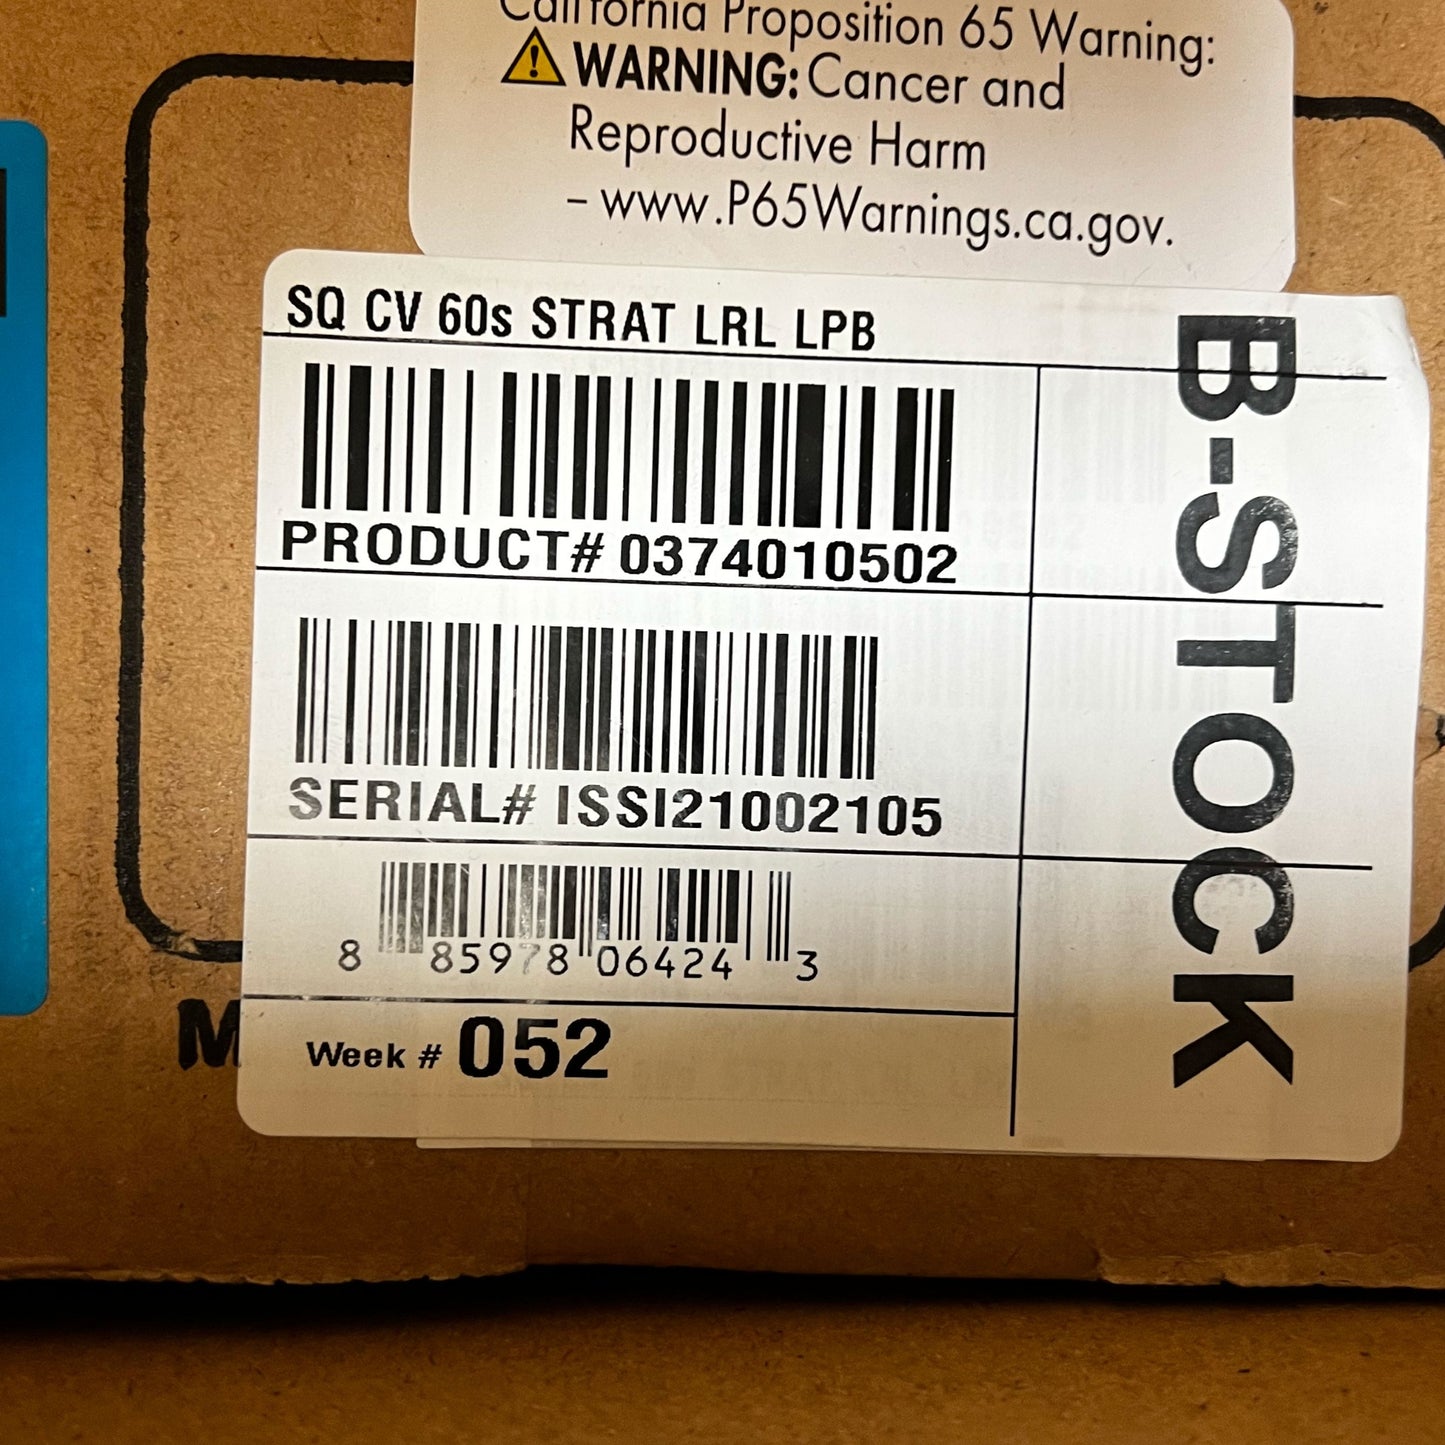 California Proposition 65 Warning:
WARNING: Cancer and
Reproductive Harm
– www.P65Warnings.ca.gov.
SQ CV 60s STRAT LRL LPB
PRODUCT# 0374010502
SERIAL# ISSI21002105
8 85978 06424 3
Week # 052
B-STOCK
M